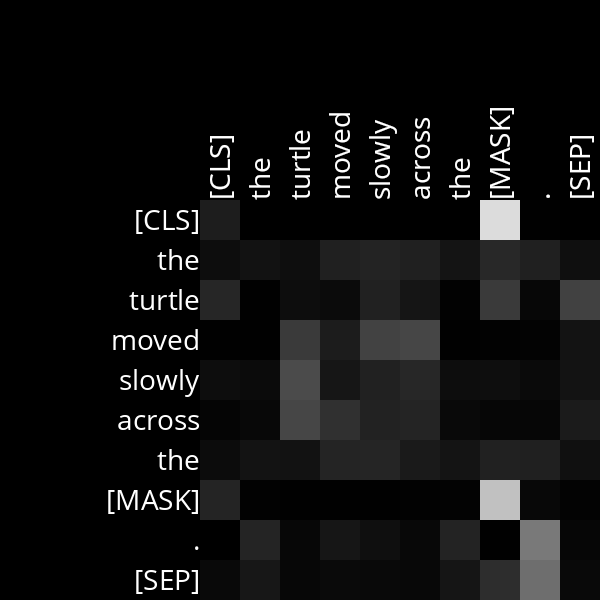 [CLS] the turtle moved slowly across the [MASK] . [SEP]
[CLS]
the
turtle
moved
slowly
across
the
[MASK]
.
[SEP]